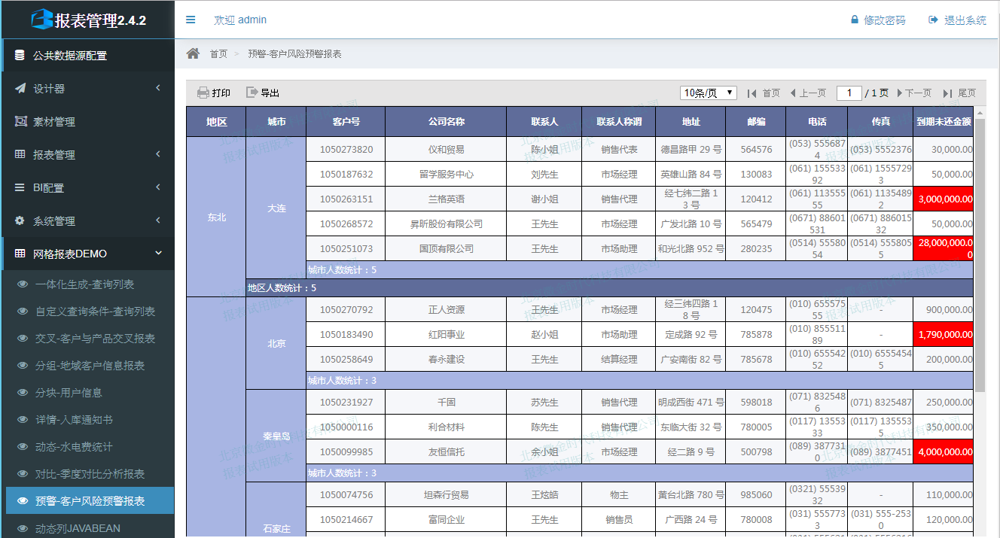 报表管理2.4.2
欢迎 admin
修改密码
退出系统
公共数据源配置
设计器
素材管理
报表管理
BI配置
系统管理
网格报表DEMO
一体化生成-查询列表
自定义查询条件-查询列表
交叉-客户与产品交叉报表
分组-地域客户信息报表
分块-用户信息
详情-入库通知书
动态-水电费统计
对比-季度对比分析报表
预警-客户风险预警报表
动态列JAVABEAN
首页 > 预警-客户风险预警报表
打印 导出 10条/页 首页 上一页 1 / 1 页 下一页 尾页
地区 城市 客户号 公司名称 联系人 联系人称谓 地址 邮编 电话 传真 到期未还金额
东北
大连
1050273820 仪和贸易 陈小姐 销售代表 德昌路甲 29 号 564576 (053) 5556874 (053) 5552376 30,000.00
1050187632 留学服务中心 刘先生 市场经理 英雄山路 84 号 130083 (061) 15553392 (061) 15557293 50,000.00
1050263151 兰格英语 谢小姐 销售代理 经七纬二路 13 号 120412 (061) 11355555 (061) 11354892 3,000,000.00
1050268572 昇昕股份有限公司 王先生 市场经理 广发北路 10 号 565479 (0671) 88601531 (0671) 88601532 50,000.00
1050251073 国顶有限公司 王先生 市场助理 和光北路 952 号 280235 (0514) 5558054 (0514) 5558055 28,000,000.00
城市人数统计：5
地区人数统计：5
北京
1050270792 正人资源 王先生 市场经理 经三纬四路 18 号 120475 (010) 65557555 - 900,000.00
1050183490 红阳事业 赵小姐 市场助理 定成路 92 号 785878 (010) 85551189 - 1,790,000.00
1050258649 春永建设 王先生 结算经理 广安南街 82 号 785678 (010) 65554252 (010) 65554545 200,000.00
城市人数统计：3
秦皇岛
1050231927 千固 苏先生 销售代理 明成西街 471 号 598018 (071) 8325486 (071) 8325487 250,000.00
1050000116 利合材料 陈先生 销售代理 东临大街 32 号 780005 (0117) 1355533 (0117) 1355535 350,000.00
1050099985 友恒信托 余小姐 市场经理 经二路 9 号 500798 (089) 3877310 (089) 3877451 4,000,000.00
城市人数统计：3
石家庄
1050074756 坦森行贸易 王炫皓 物主 黄台北路 780 号 985060 (0321) 5553932 - 110,000.00
1050214667 富同企业 王先生 销售员 广西路 24 号 780008 (031) 5557733 (031) 555-2530 120,000.00